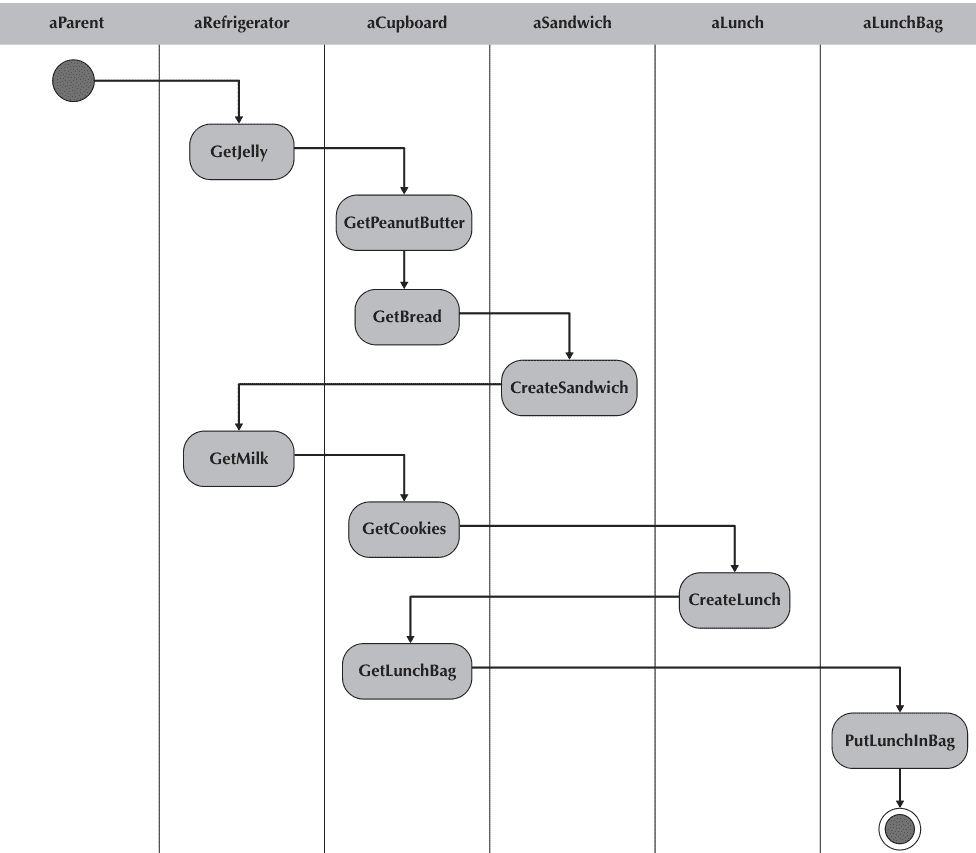 aParent
aRefrigerator
aCupboard
aSandwich
aLunch
aLunchBag
GetJelly
GetPeanutButter
GetBread
CreateSandwich
GetMilk
GetCookies
CreateLunch
GetLunchBag
PutLunchInBag